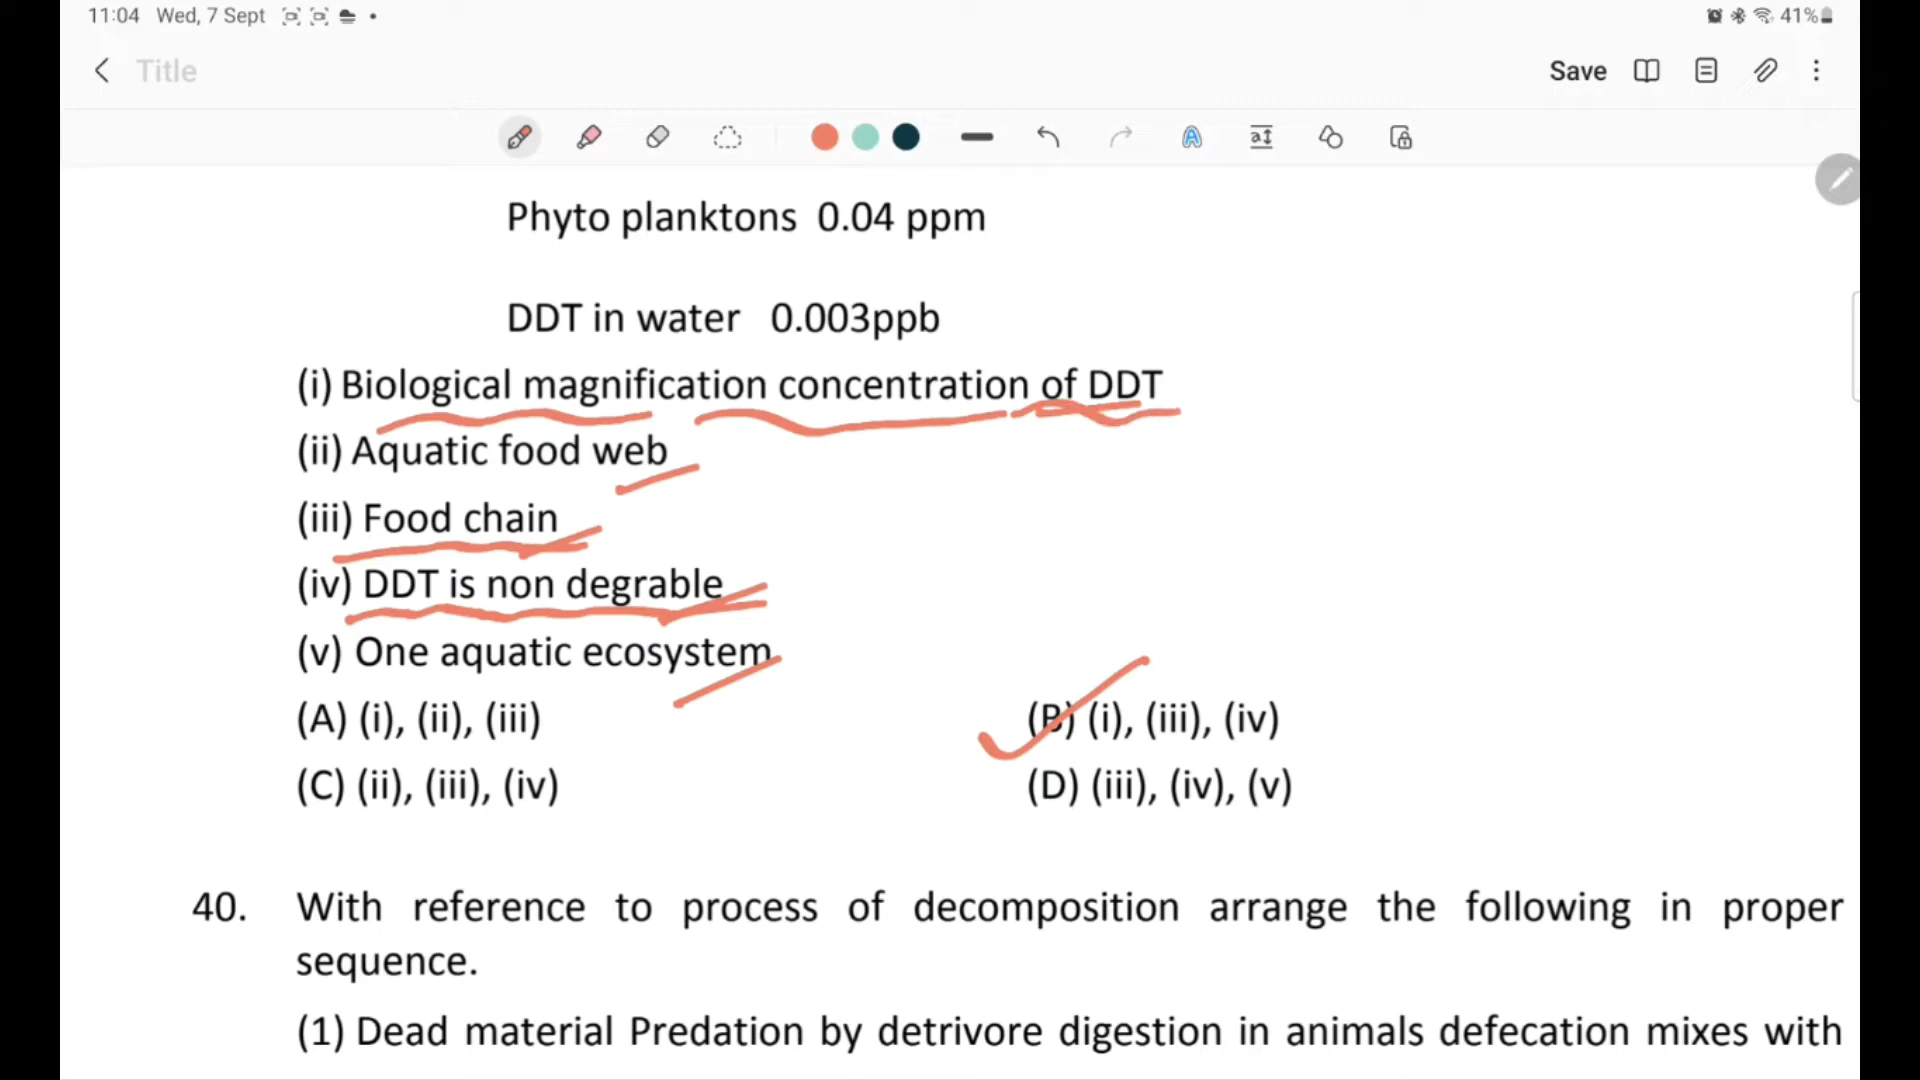 11:04 Wed, 7 Sept 41%
Title Save
Phyto planktons 0.04 ppm
DDT in water 0.003ppb
(i) Biological magnification concentration of DDT
(ii) Aquatic food web
(iii) Food chain
(iv) DDT is non degrable
(v) One aquatic ecosystem
(A) (i), (ii), (iii) (B) (i), (iii), (iv)
(C) (ii), (iii), (iv) (D) (iii), (iv), (v)
40. With reference to process of decomposition arrange the following in proper
sequence.
(1) Dead material Predation by detrivore digestion in animals defecation mixes with